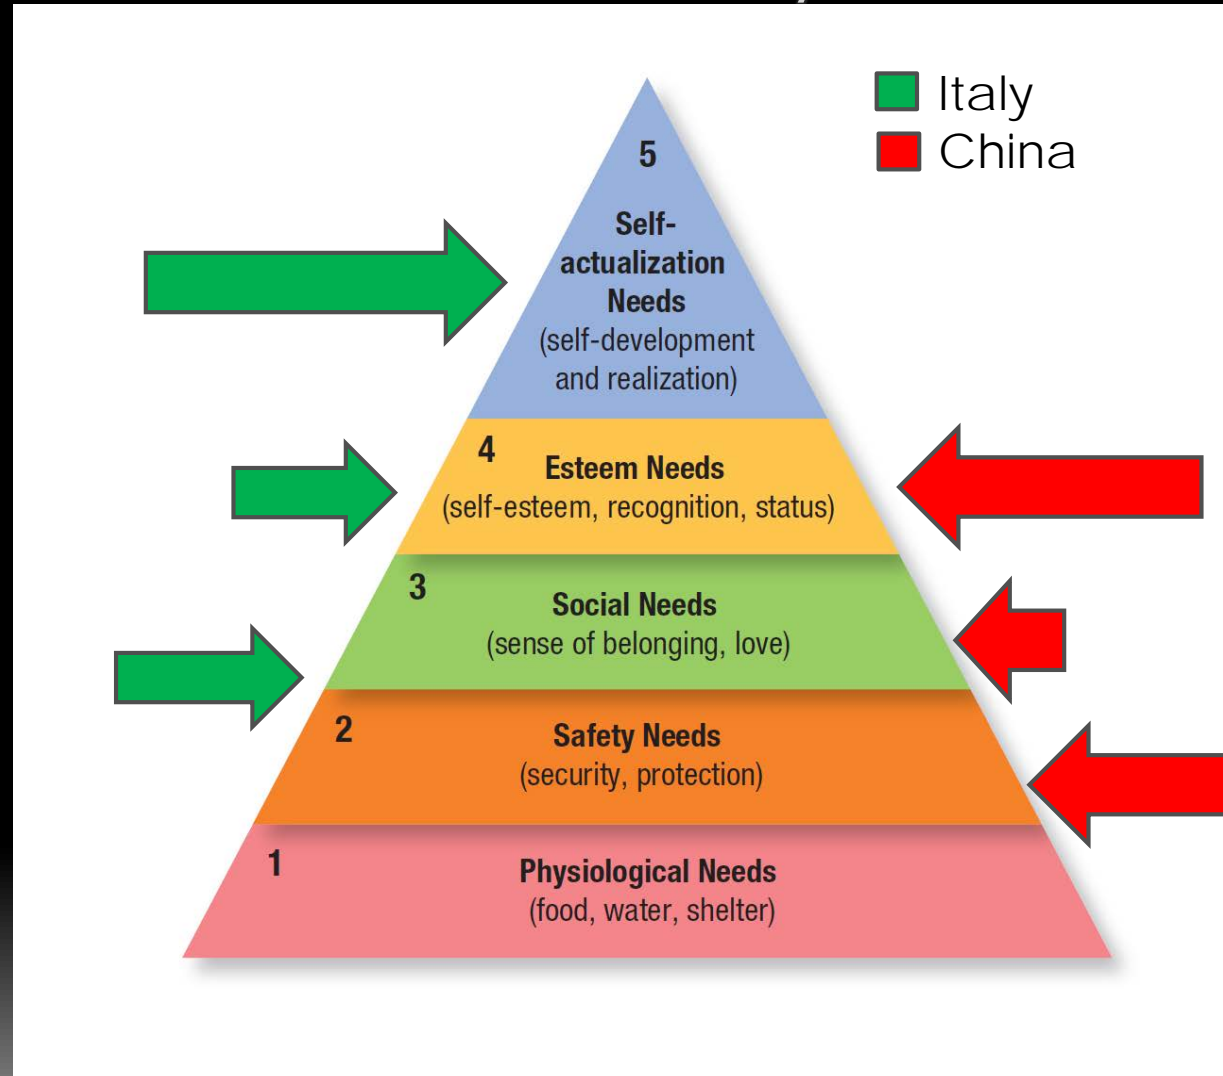 Italy
China
5
Self-
actualization
Needs
(self-development
and realization)
4
Esteem Needs
(self-esteem, recognition, status)
3
Social Needs
(sense of belonging, love)
2
Safety Needs
(security, protection)
1
Physiological Needs
(food, water, shelter)